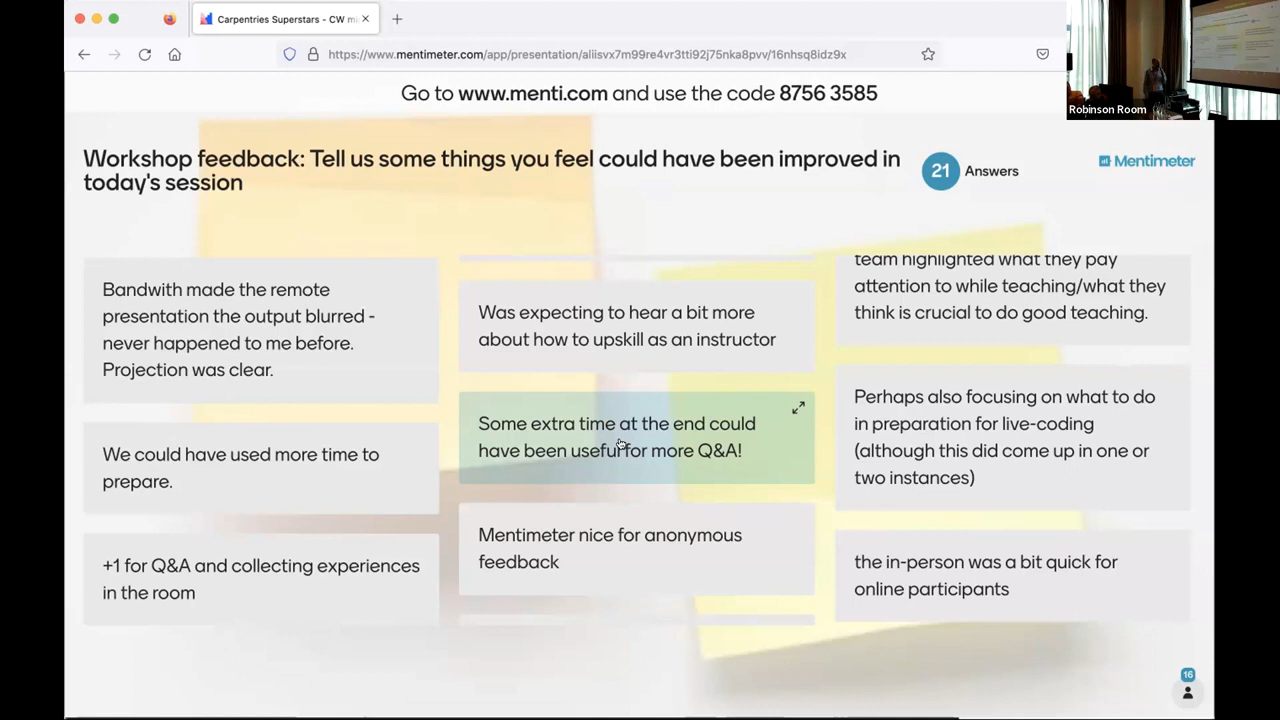 Carpentries Superstars - CW mi
https://www.mentimeter.com/app/presentation/aliisvx7m99re4vr3tti92j75nka8pvv/16nhsq8idz9x
Go to www.menti.com and use the code 8756 3585
Robinson Room
Workshop feedback: Tell us some things you feel could have been improved in
today's session
21 Answers
Mentimeter
Bandwith made the remote
presentation the output blurred -
never happened to me before.
Projection was clear.
We could have used more time to
prepare.
+1 for Q&A and collecting experiences
in the room
Was expecting to hear a bit more
about how to upskill as an instructor
Some extra time at the end could
have been useful for more Q&A!
Mentimeter nice for anonymous
feedback
team highlighted what they pay
attention to while teaching/what they
think is crucial to do good teaching.
Perhaps also focusing on what to do
in preparation for live-coding
(although this did come up in one or
two instances)
the in-person was a bit quick for
online participants
16